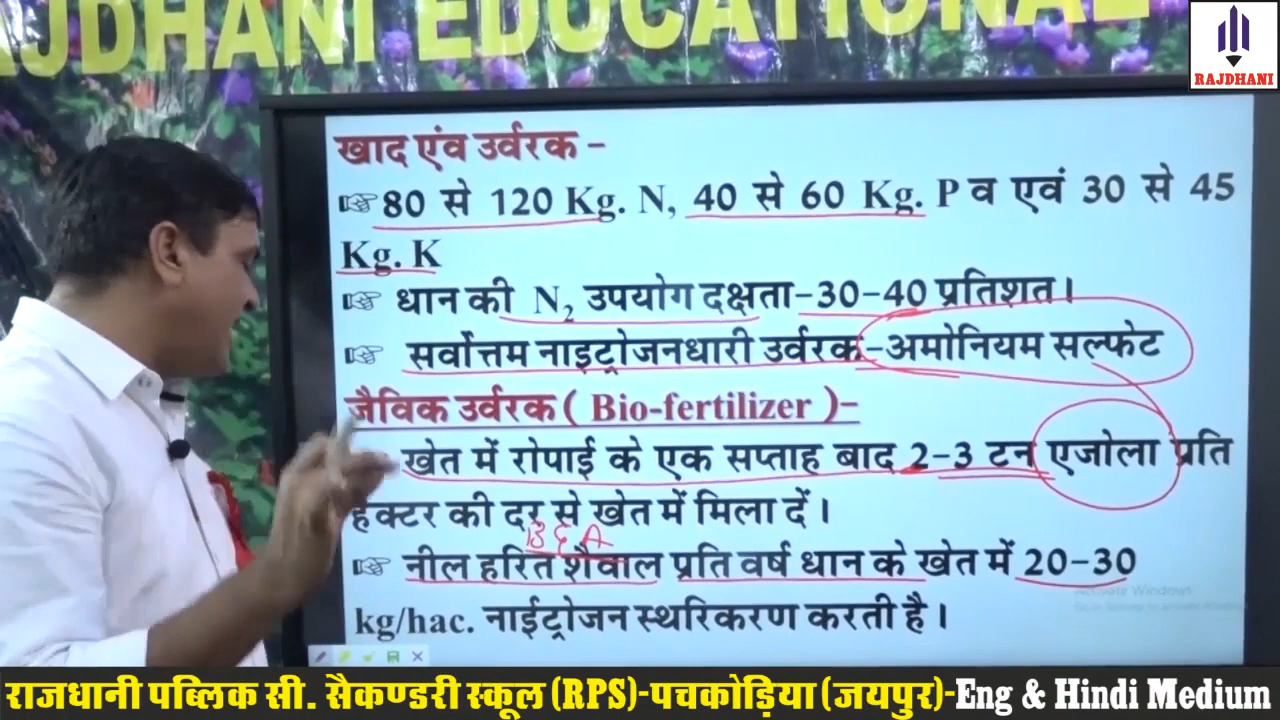 RAJDHANI EDUCATIONAL
RAJDHANI
खाद एंव उर्वरक -
☞ 80 से 120 Kg. N, 40 से 60 Kg. P व एवं 30 से 45
Kg. K
☞ धान की N₂ उपयोग दक्षता-30-40 प्रतिशत।
☞ सर्वोत्तम नाइट्रोजनधारी उर्वरक-अमोनियम सल्फेट
जैविक उर्वरक ( Bio-fertilizer )-
खेत में रोपाई के एक सप्ताह बाद 2-3 टन एजोला प्रति
हेक्टर की दर से खेत में मिला दें।
B G A
☞ नील हरित शैवाल प्रति वर्ष धान के खेत में 20-30
kg/hac. नाईट्रोजन स्थरिकरण करती है।
Activate Windows
राजधानी पब्लिक सी. सैकण्डरी स्कूल (RPS)-पचकोड़िया (जयपुर)-Eng & Hindi Medium